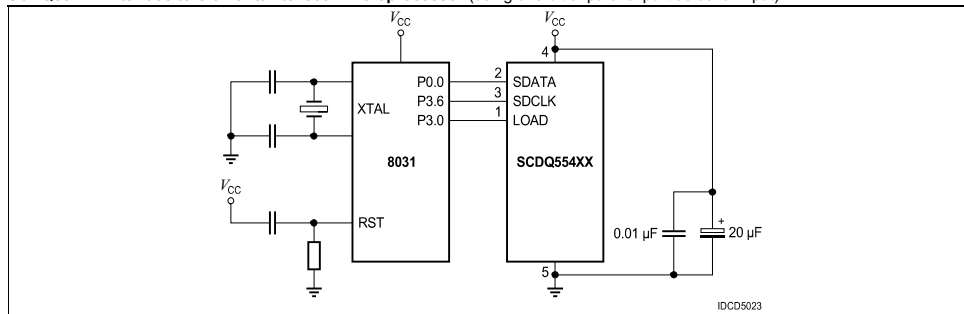 V_CC
V_CC
4
P0.0
2
SDATA
P3.6
3
SDCLK
XTAL
P3.0
1
LOAD
8031
SCDQ554XX
V_CC
RST
+
0.01 µF
20 µF
5
IDCD5023